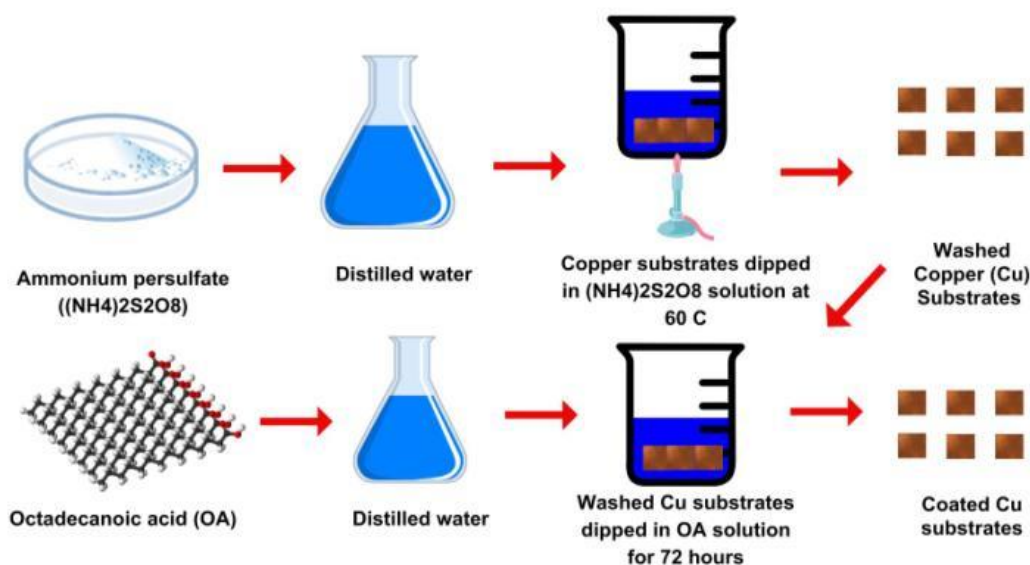 Ammonium persulfate
((NH4)2S2O8)
Distilled water
Copper substrates dipped
in (NH4)2S2O8 solution at
60 C
Washed
Copper (Cu)
Substrates
Octadecanoic acid (OA)
Distilled water
Washed Cu substrates
dipped in OA solution
for 72 hours
Coated Cu
substrates